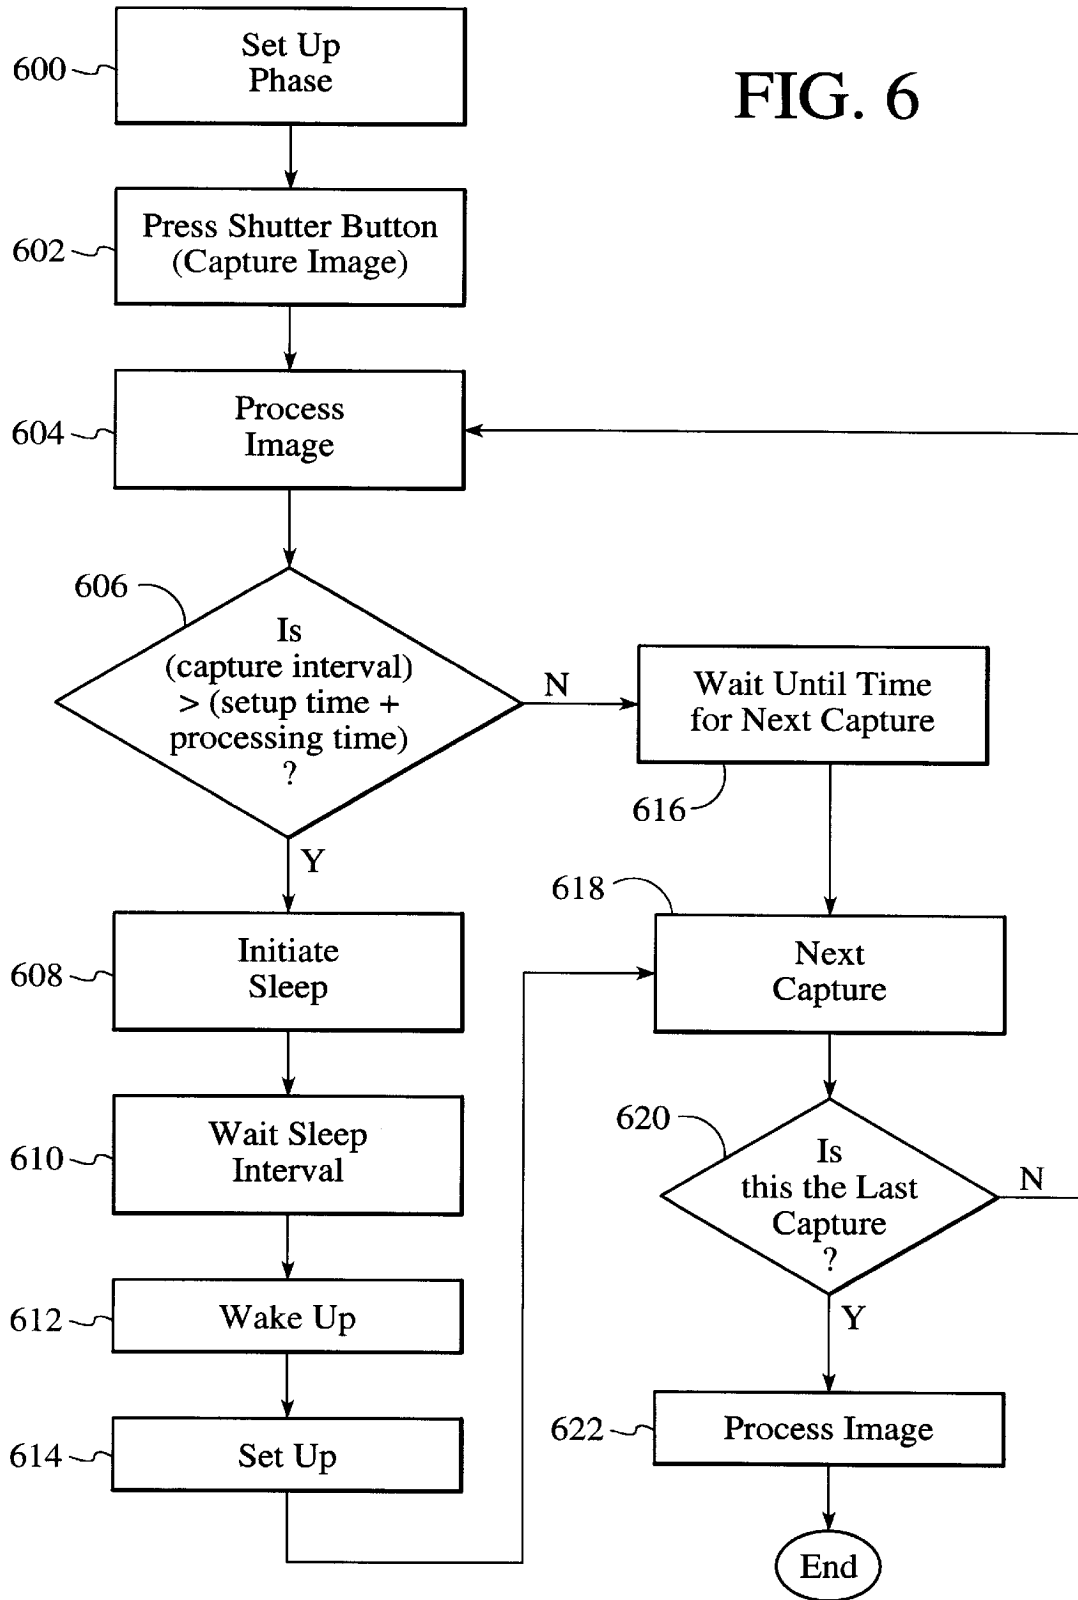 FIG. 6
600
Set Up
Phase
602
Press Shutter Button
(Capture Image)
604
Process
Image
606
Is
(capture interval)
> (setup time +
processing time)
?
N
Y
Wait Until Time
for Next Capture
616
608
Initiate
Sleep
618
Next
Capture
610
Wait Sleep
Interval
620
Is
this the Last
Capture
?
N
Y
612
Wake Up
614
Set Up
622
Process Image
End